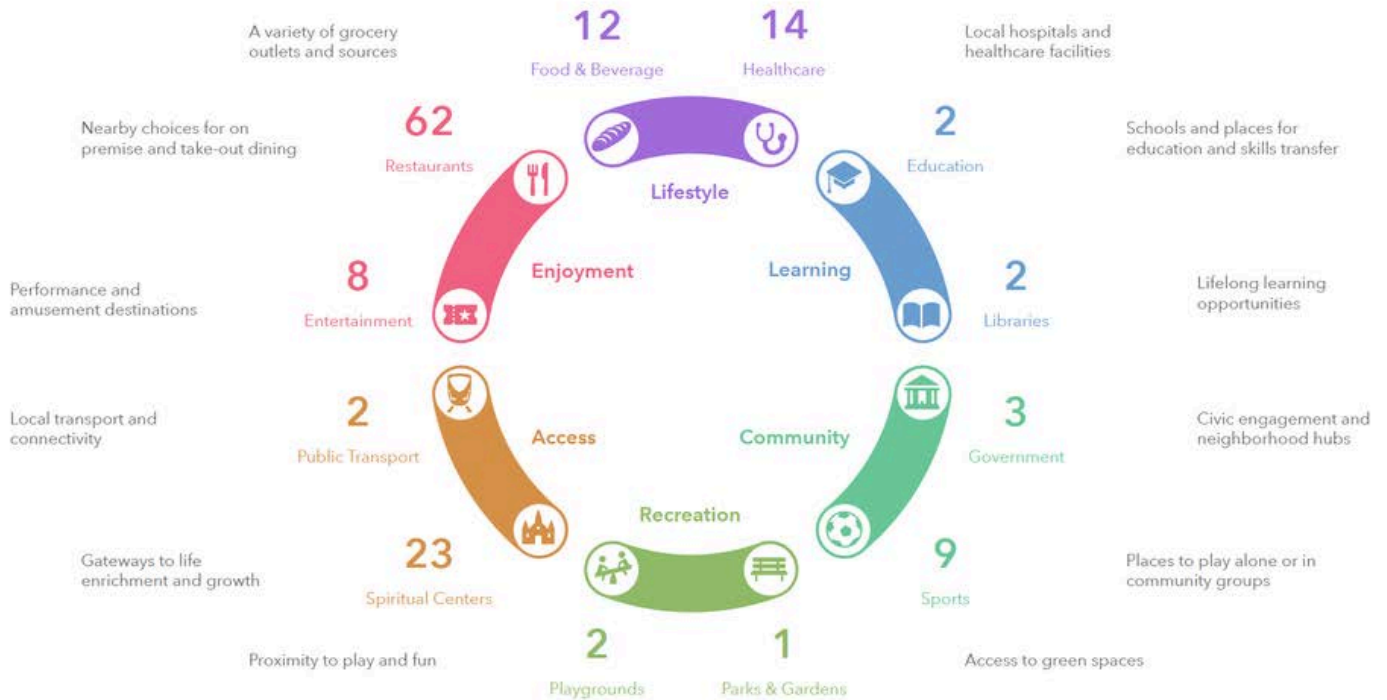 12
Food & Beverage
A variety of grocery
outlets and sources
14
Healthcare
Local hospitals and
healthcare facilities
62
Restaurants
Nearby choices for on
premise and take-out dining
2
Education
Schools and places for
education and skills transfer
Lifestyle
Enjoyment
Learning
8
Entertainment
Performance and
amusement destinations
2
Libraries
Lifelong learning
opportunities
2
Public Transport
Local transport and
connectivity
Access
Community
3
Government
Civic engagement and
neighborhood hubs
Recreation
23
Spiritual Centers
Gateways to life
enrichment and growth
9
Sports
Places to play alone or in
community groups
2
Playgrounds
Proximity to play and fun
1
Parks & Gardens
Access to green spaces